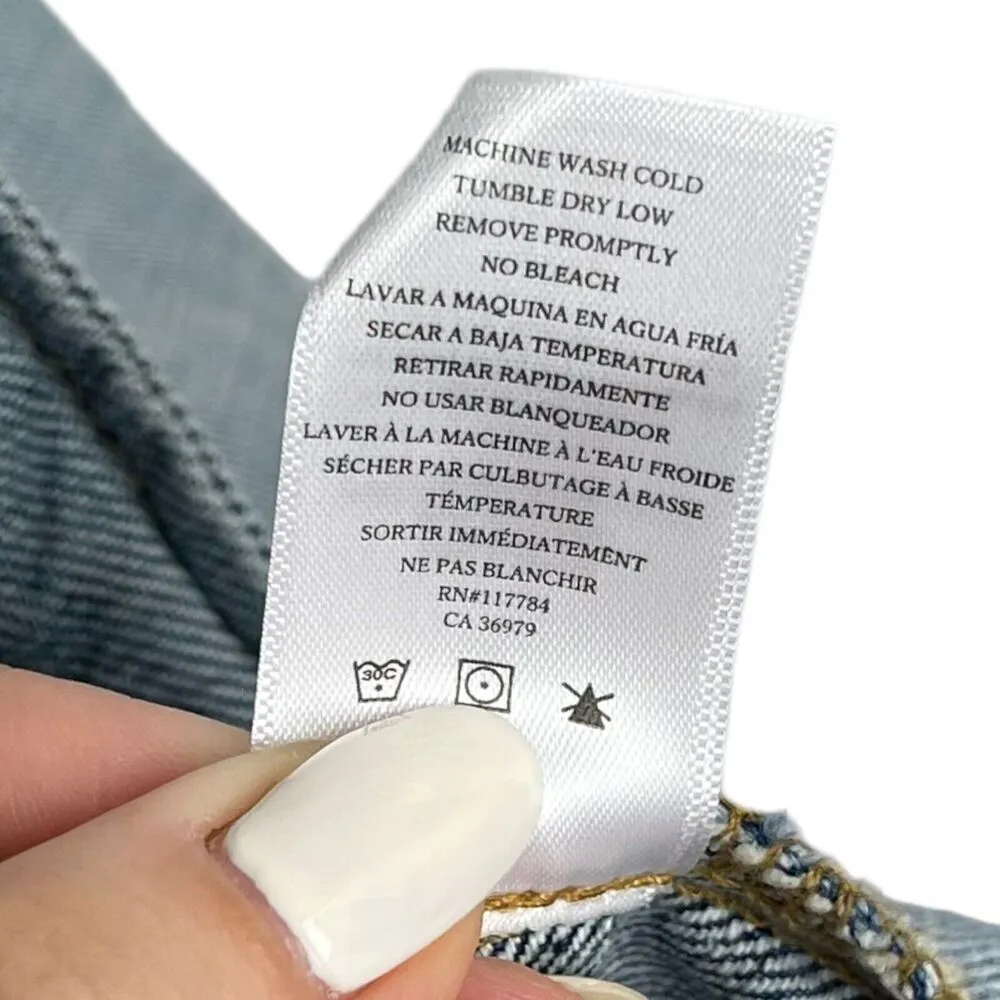 MACHINE WASH COLD
TUMBLE DRY LOW
REMOVE PROMPTLY
NO BLEACH
LAVAR A MAQUINA EN AGUA FRÍA
SECAR A BAJA TEMPERATURA
RETIRAR RAPIDAMENTE
NO USAR BLANQUEADOR
LAVER À LA MACHINE À L'EAU FROIDE
SÉCHER PAR CULBUTAGE À BASSE
TÉMPERATURE
SORTIR IMMÉDIATEMENT
NE PAS BLANCHIR
RN#117784
CA 36979
30C